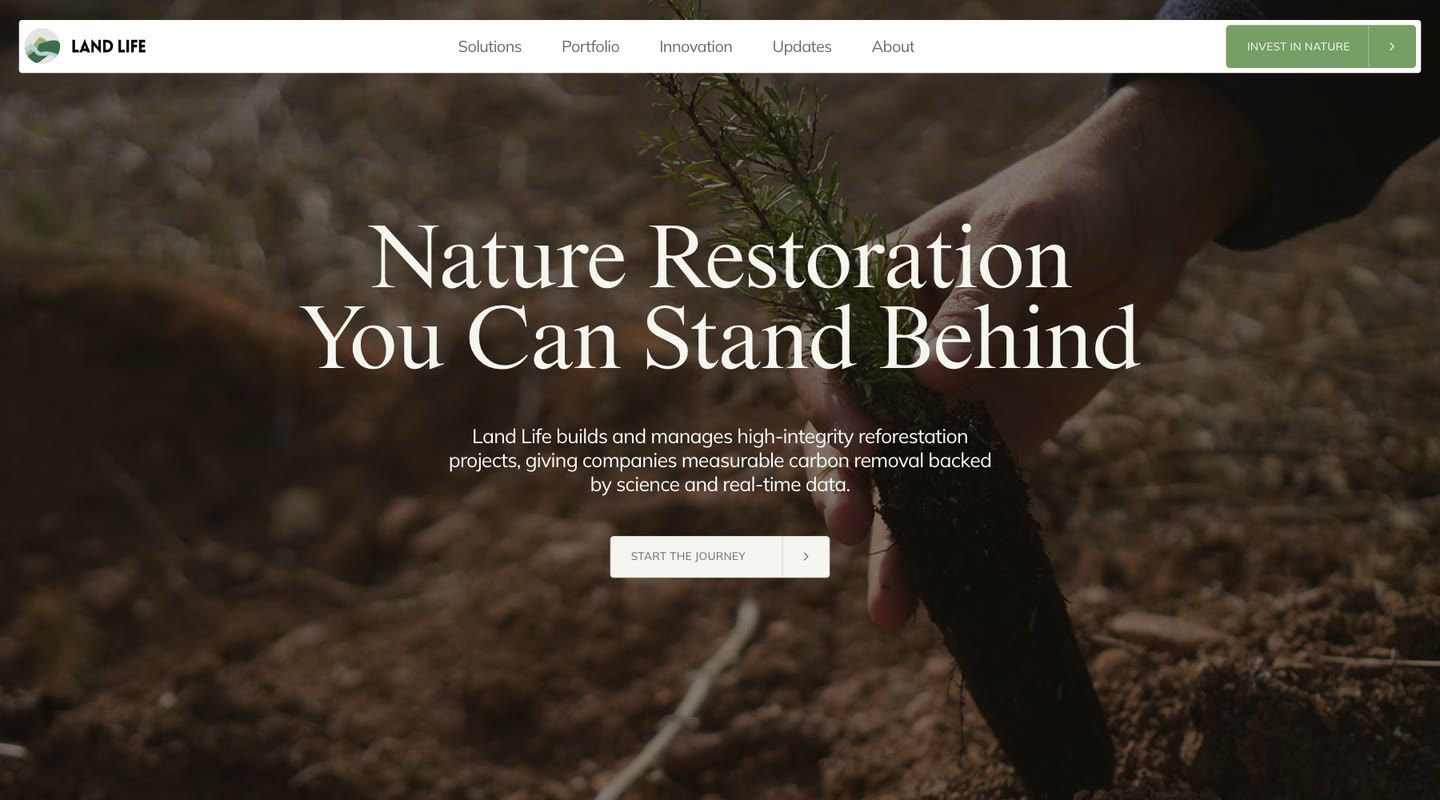 LAND LIFE
Solutions
Portfolio
Innovation
Updates
About
INVEST IN NATURE
Nature Restoration
You Can Stand Behind
Land Life builds and manages high-integrity reforestation
projects, giving companies measurable carbon removal backed
by science and real-time data.
START THE JOURNEY